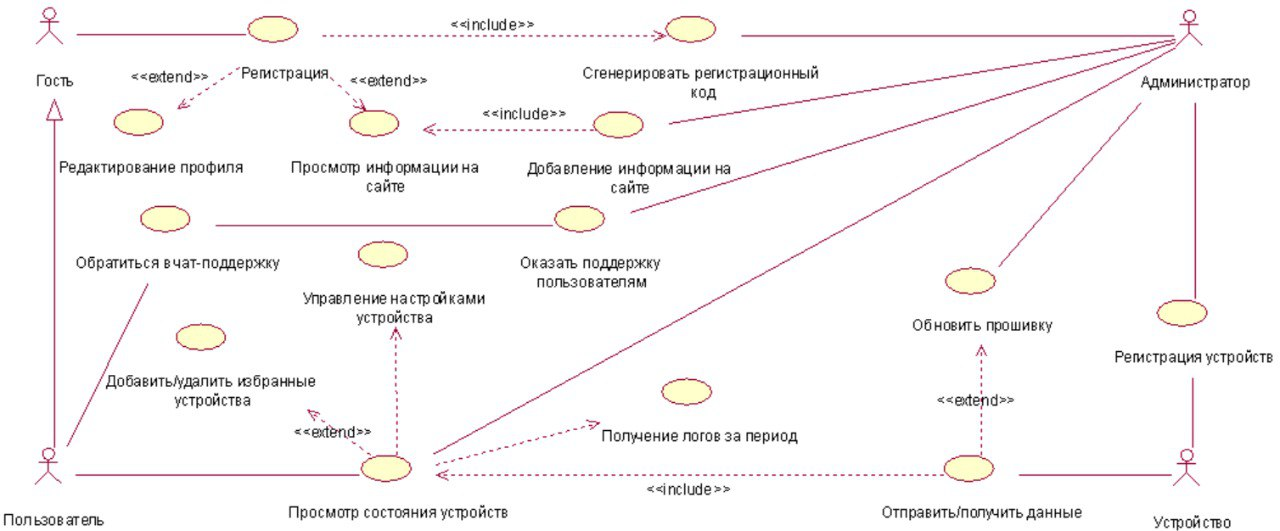 <<include>>
Гость
<<extend>>
Регистрация
<<extend>>
Сгенерировать регистрационный
код
Администратор
<<include>>
Редактирование профиля
Просмотр информации на
сайте
Добавление информации на
сайте
Обратиться в чат-поддержку
Оказать поддержку
пользователям
Управление настройками
устройства
Обновить прошивку
Регистрация устройств
Добавить/удалить избранные
устройства
<<extend>>
<<extend>>
Получение логов за период
<<include>>
Пользователь
Просмотр состояния устройств
Отправить/получить данные
Устройство